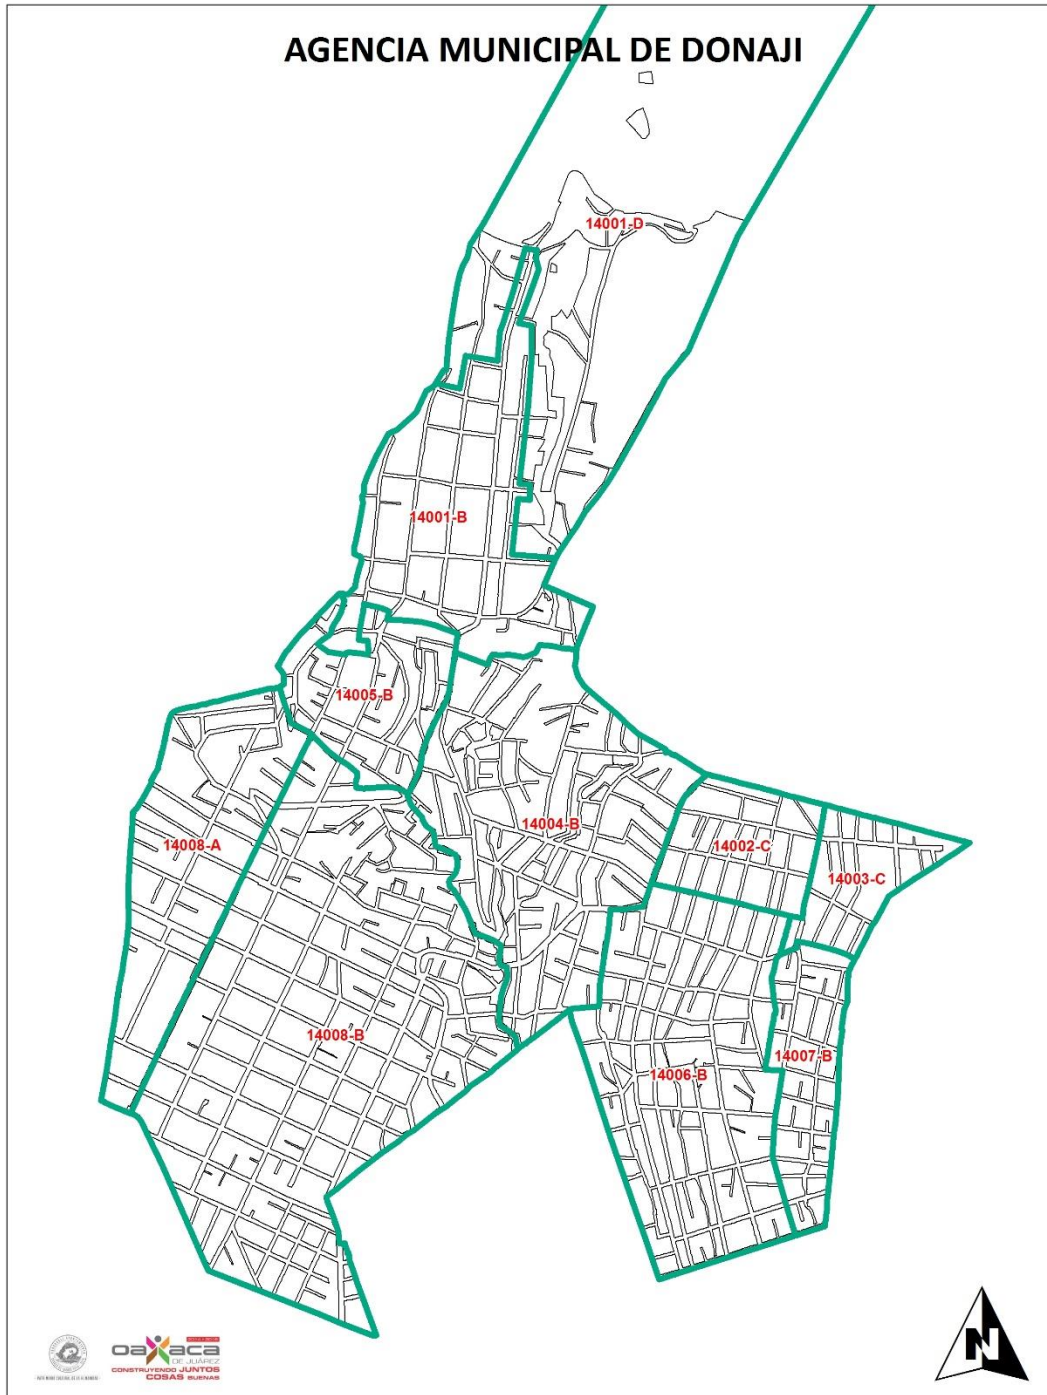 AGENCIA MUNICIPAL DE DONAJI
14001-D
14001-B
14005-B
14004-B
14002-C
14008-A
14003-C
14008-B
14007-B
14006-B
oaxaca
DE JUÁREZ
CONSTRUYENDO JUNTOS
COSAS BUENAS
N